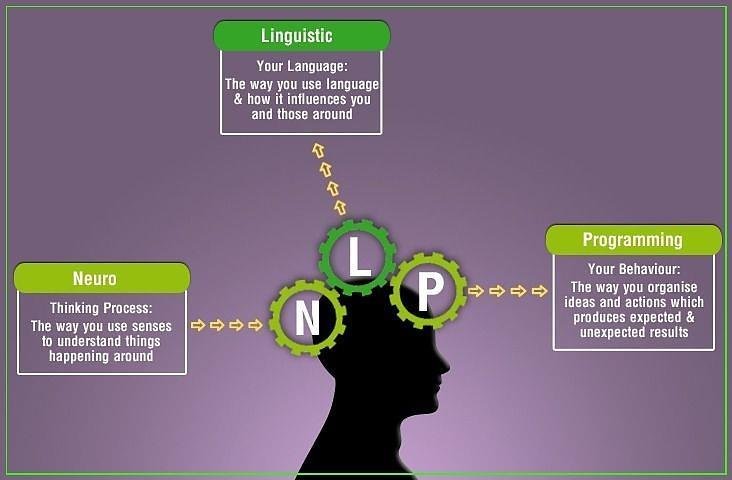 Linguistic
Your Language:
The way you use language
& how it influences you
and those around
Neuro
Thinking Process:
The way you use senses
to understand things
happening around
N
L
P
Programming
Your Behaviour:
The way you organise
ideas and actions which
produces expected &
unexpected results